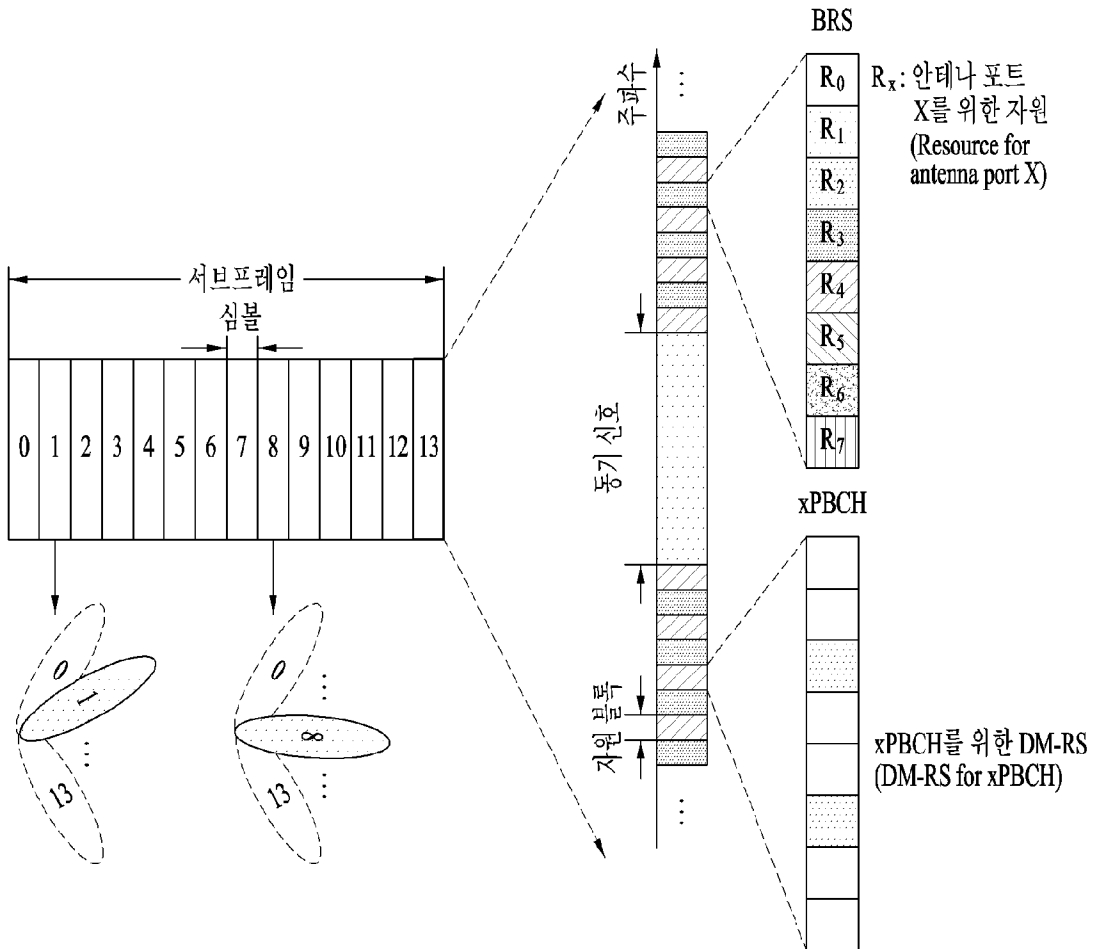 BRS
R0
R1
R2
R3
R4
R5
R6
R7
Rx: 안테나 포트
X를 위한 자원
(Resource for
antenna port X)
주파수
...
동기 신호
자원 블록
...
서브프레임
심볼
0 1 2 3 4 5 6 7 8 9 10 11 12 13
0
1
...
13
0
...
8
...
13
xPBCH
xPBCH를 위한 DM-RS
(DM-RS for xPBCH)